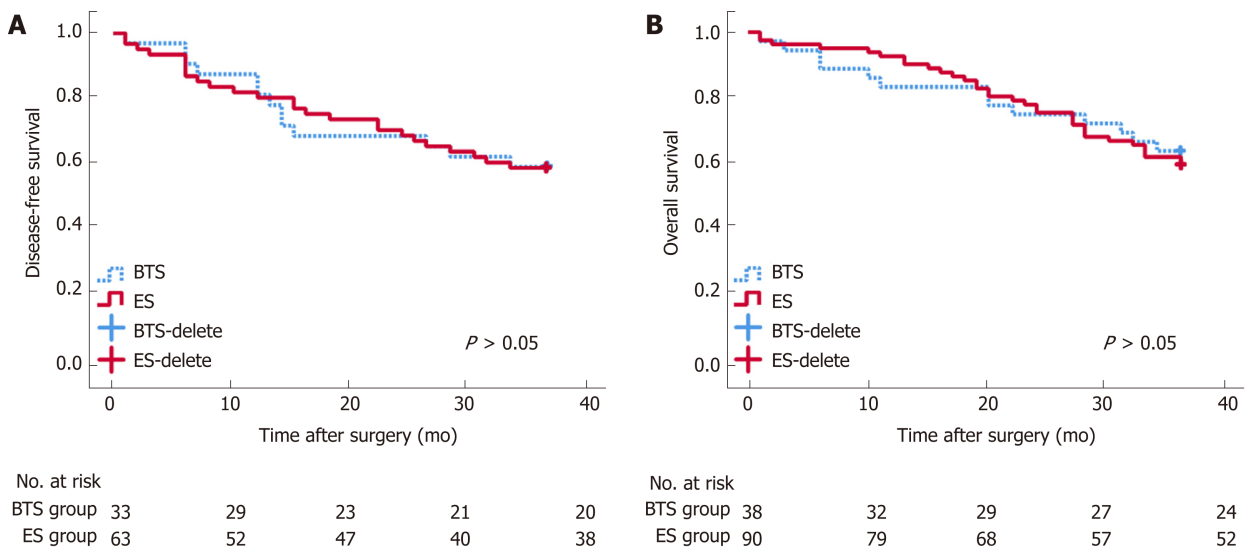 A
1.0
0.8
0.6
0.4
0.2
0.0
Disease-free survival
BTS
ES
BTS-delete
ES-delete
P > 0.05
0 10 20 30 40
Time after surgery (mo)
No. at risk
BTS group 33 29 23 21 20
ES group 63 52 47 40 38
B
1.0
0.8
0.6
0.4
0.2
0.0
Overall survival
BTS
ES
BTS-delete
ES-delete
P > 0.05
0 10 20 30 40
Time after surgery (mo)
No. at risk
BTS group 38 32 29 27 24
ES group 90 79 68 57 52